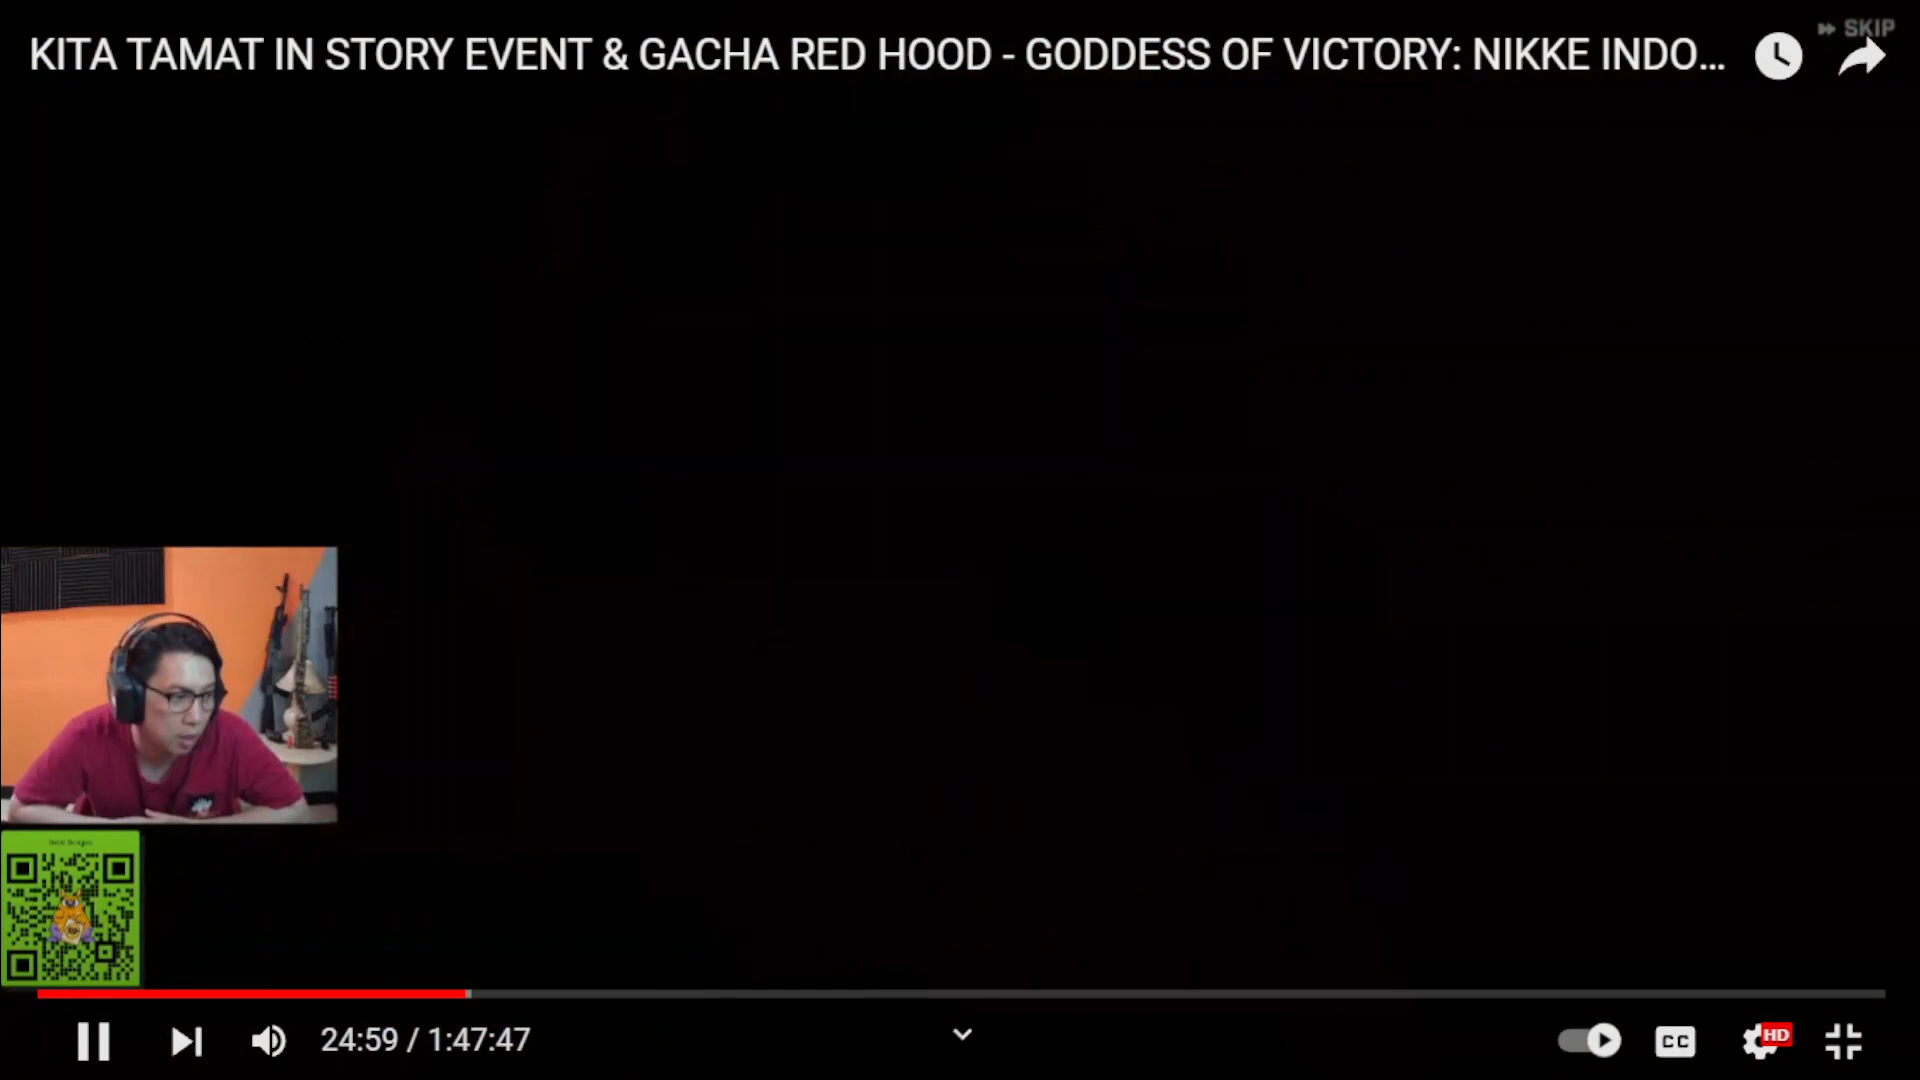 SKIP
KITA TAMAT IN STORY EVENT & GACHA RED HOOD - GODDESS OF VICTORY: NIKKE INDO...
24:59 / 1:47:47
CC
HD